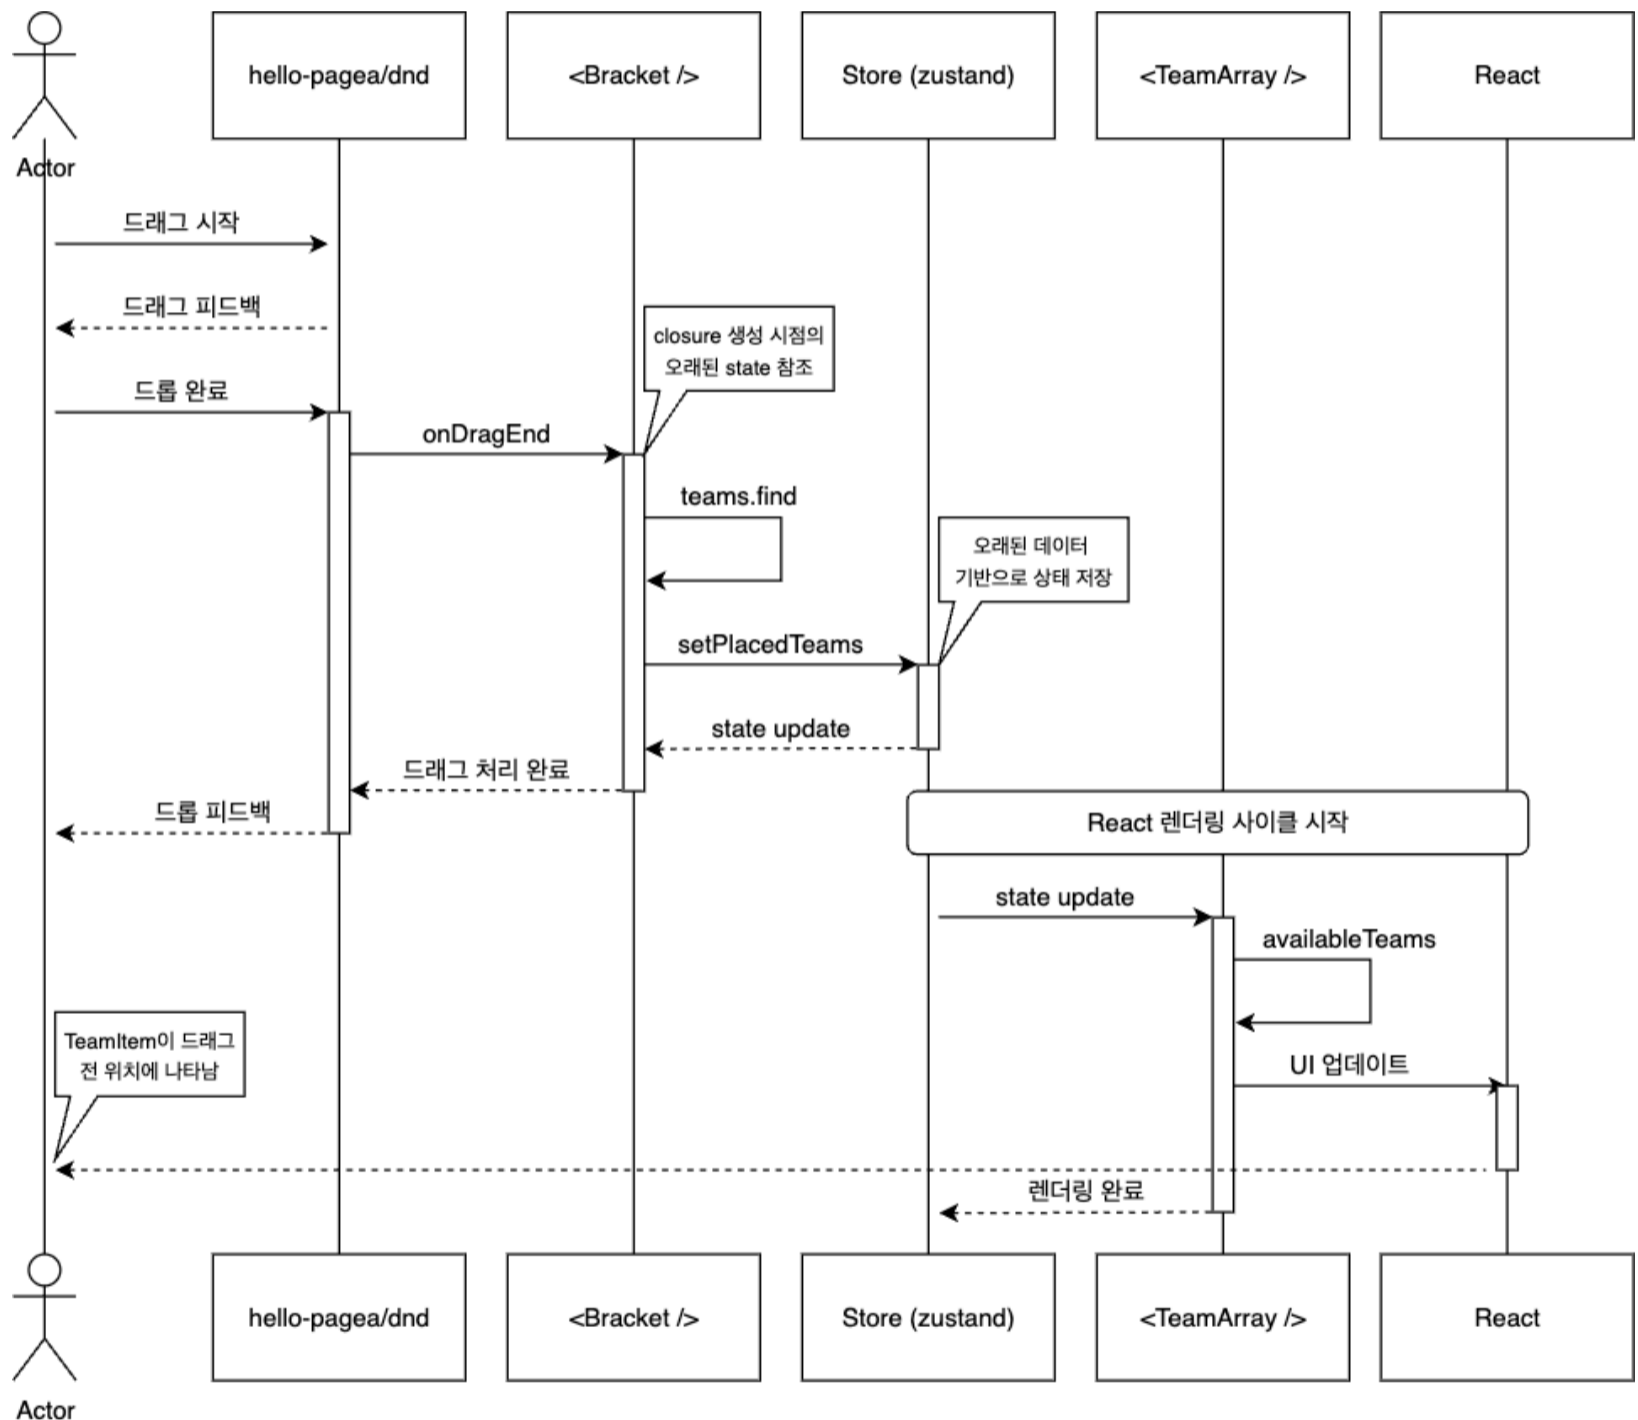 hello-pagea/dnd
<Bracket />
Store (zustand)
<TeamArray />
React
Actor
드래그 시작
드래그 피드백
closure 생성 시점의
오래된 state 참조
드롭 완료
onDragEnd
teams.find
오래된 데이터
기반으로 상태 저장
setPlacedTeams
state update
드래그 처리 완료
드롭 피드백
React 렌더링 사이클 시작
state update
availableTeams
TeamItem이 드래그
전 위치에 나타남
UI 업데이트
렌더링 완료
hello-pagea/dnd
<Bracket />
Store (zustand)
<TeamArray />
React
Actor